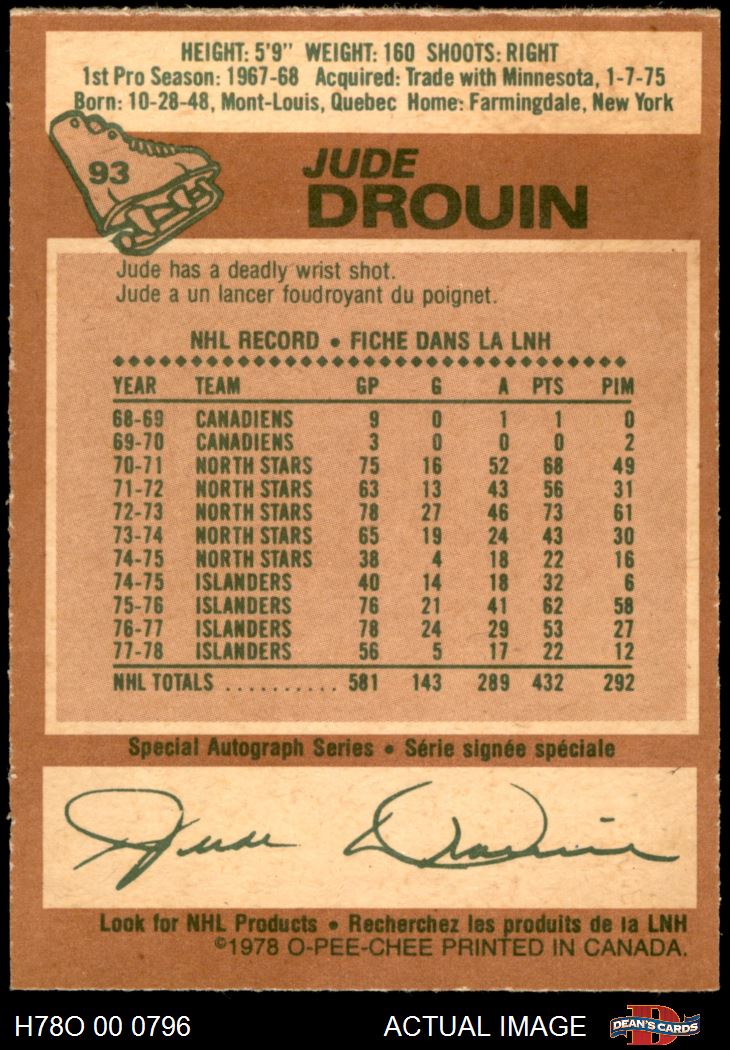 HEIGHT: 5'9" WEIGHT: 160 SHOOTS: RIGHT
1st Pro Season: 1967-68 Acquired: Trade with Minnesota, 1-7-75
Born: 10-28-48, Mont-Louis, Quebec Home: Farmingdale, New York
93
JUDE
DROUIN
Jude has a deadly wrist shot.
Jude a un lancer foudroyant du poignet.
NHL RECORD • FICHE DANS LA LNH
YEAR TEAM GP G A PTS PIM
68-69 CANADIENS 9 0 1 1 0
69-70 CANADIENS 3 0 0 0 2
70-71 NORTH STARS 75 16 52 68 49
71-72 NORTH STARS 63 13 43 56 31
72-73 NORTH STARS 78 27 46 73 61
73-74 NORTH STARS 65 19 24 43 30
74-75 NORTH STARS 38 4 18 22 16
74-75 ISLANDERS 40 14 18 32 6
75-76 ISLANDERS 76 21 41 62 58
76-77 ISLANDERS 78 24 29 53 27
77-78 ISLANDERS 56 5 17 22 12
NHL TOTALS .......... 581 143 289 432 292
Special Autograph Series • Série signée spéciale
Jude Drouin
Look for NHL Products • Recherchez les produits de la LNH
©1978 O-PEE-CHEE PRINTED IN CANADA.
H78O 00 0796 ACTUAL IMAGE D DEAN'S CARDS